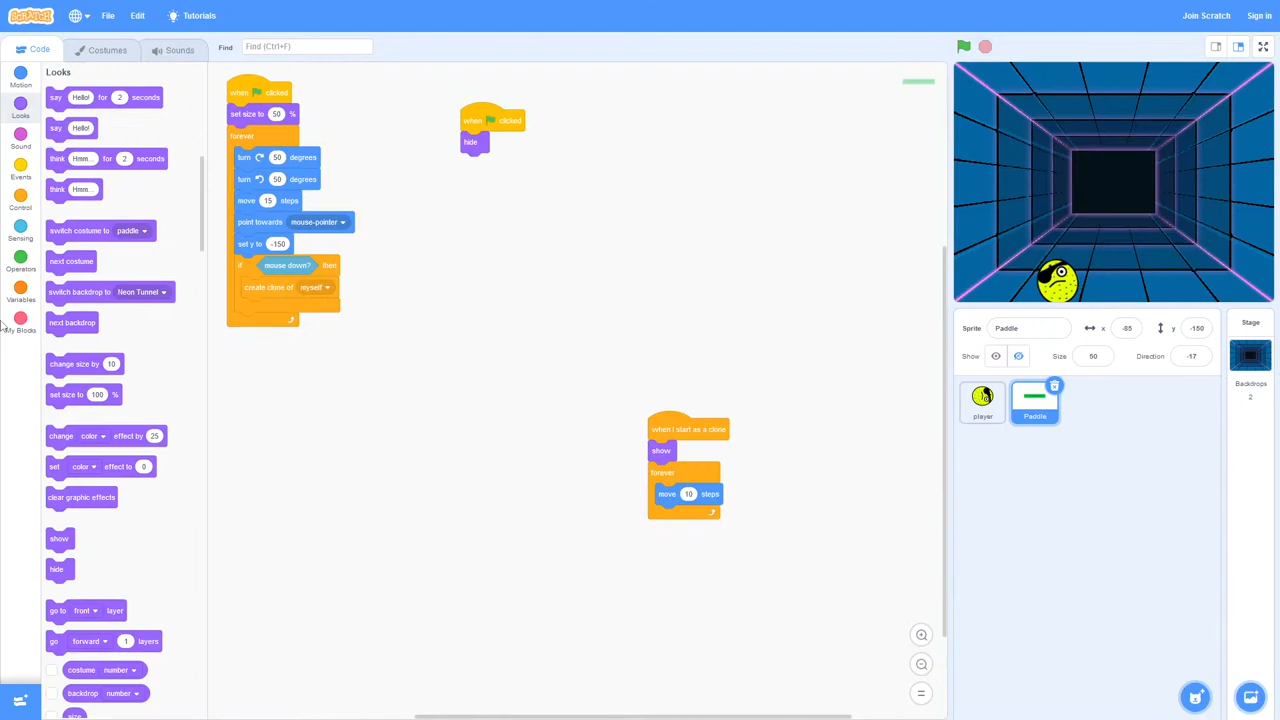 SCRATCH File Edit Tutorials Join Scratch Sign in
Code Costumes Sounds Find Find (Ctrl+F)
Motion
Looks
Sound
Events
Control
Sensing
Operators
Variables
My Blocks
Looks
say Hello! for 2 seconds
say Hello!
think Hmm... for 2 seconds
think Hmm...
switch costume to paddle
next costume
switch backdrop to Neon Tunnel
next backdrop
change size by 10
set size to 100 %
change color effect by 25
set color effect to 0
clear graphic effects
show
hide
go to front layer
go forward 1 layers
costume number
backdrop number
size
when clicked
set size to 50 %
forever
turn 50 degrees
turn 50 degrees
move 15 steps
point towards mouse-pointer
set y to -150
if mouse down? then
create clone of myself
when clicked
hide
when I start as a clone
show
forever
move 10 steps
Sprite Paddle x -85 y -150
Show Size 50 Direction -17
player
Paddle
Stage
Backdrops
2